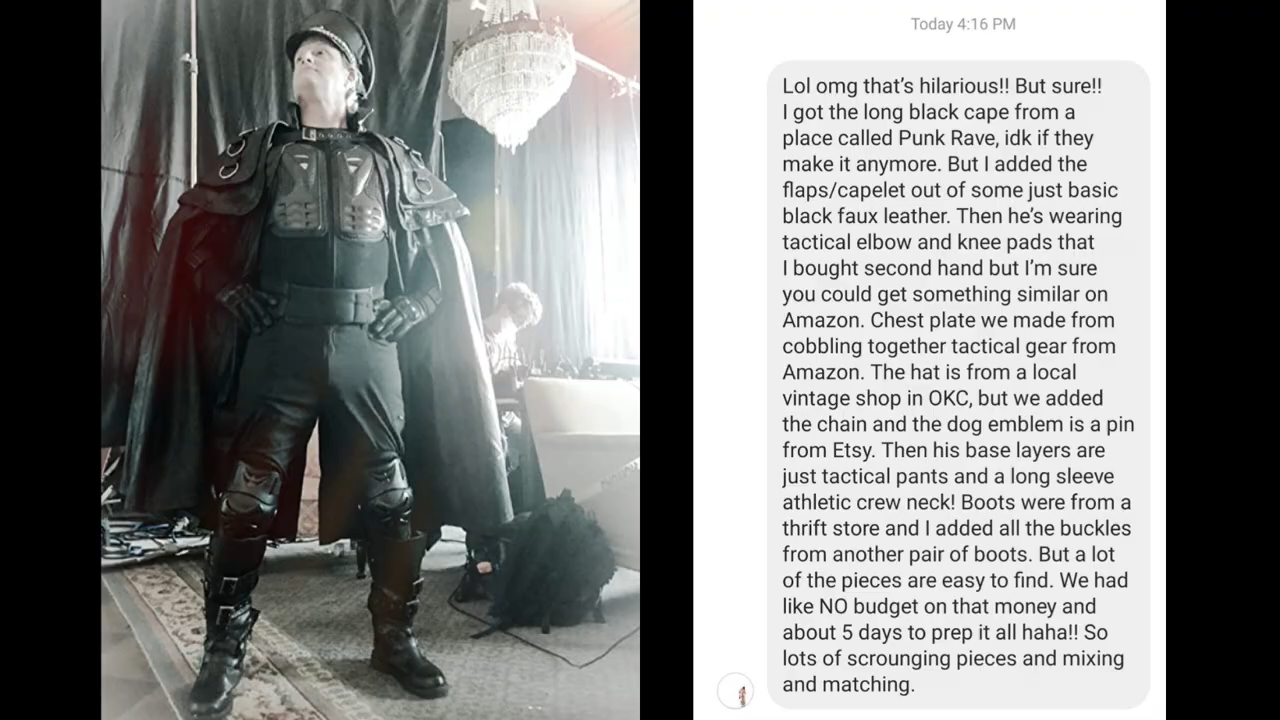 Today 4:16 PM
Lol omg that's hilarious!! But sure!!
I got the long black cape from a
place called Punk Rave, idk if they
make it anymore. But I added the
flaps/capelet out of some just basic
black faux leather. Then he's wearing
tactical elbow and knee pads that
I bought second hand but I'm sure
you could get something similar on
Amazon. Chest plate we made from
cobbling together tactical gear from
Amazon. The hat is from a local
vintage shop in OKC, but we added
the chain and the dog emblem is a pin
from Etsy. Then his base layers are
just tactical pants and a long sleeve
athletic crew neck! Boots were from a
thrift store and I added all the buckles
from another pair of boots. But a lot
of the pieces are easy to find. We had
like NO budget on that money and
about 5 days to prep it all haha!! So
lots of scrounging pieces and mixing
and matching.